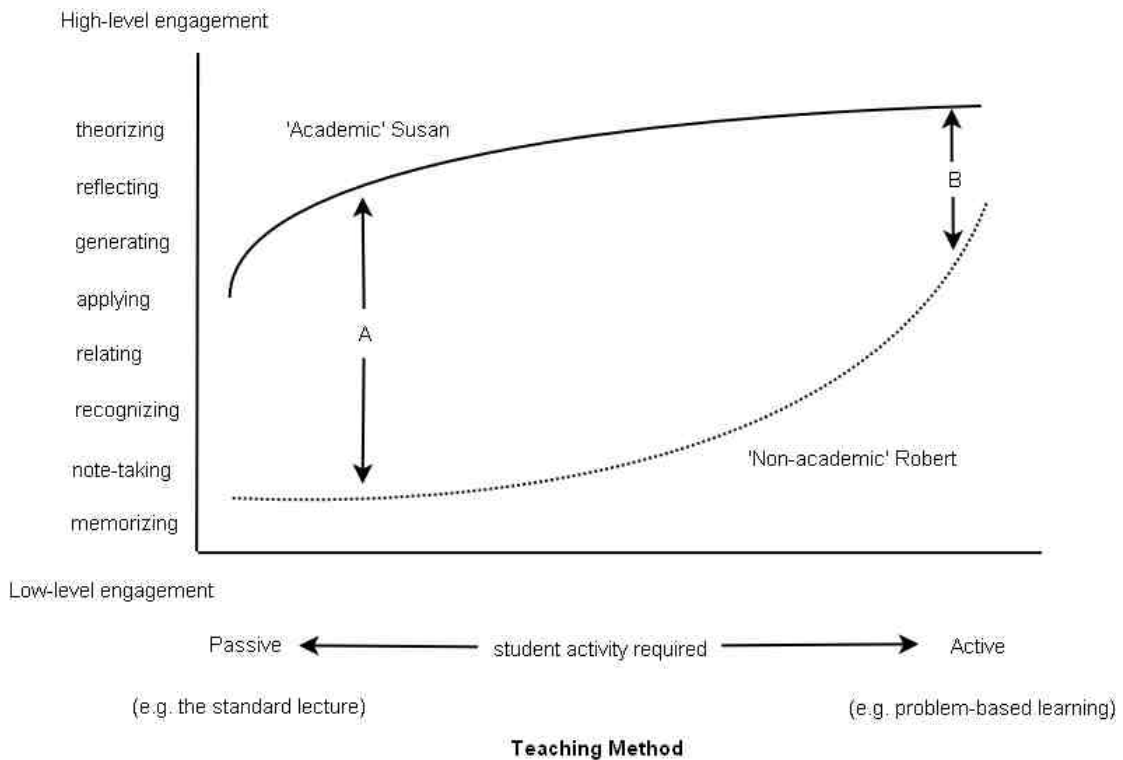 High-level engagement
theorizing
'Academic' Susan
reflecting
B
generating
applying
A
relating
recognizing
'Non-academic' Robert
note-taking
memorizing
Low-level engagement
Passive student activity required Active
(e.g. the standard lecture) (e.g. problem-based learning)
Teaching Method